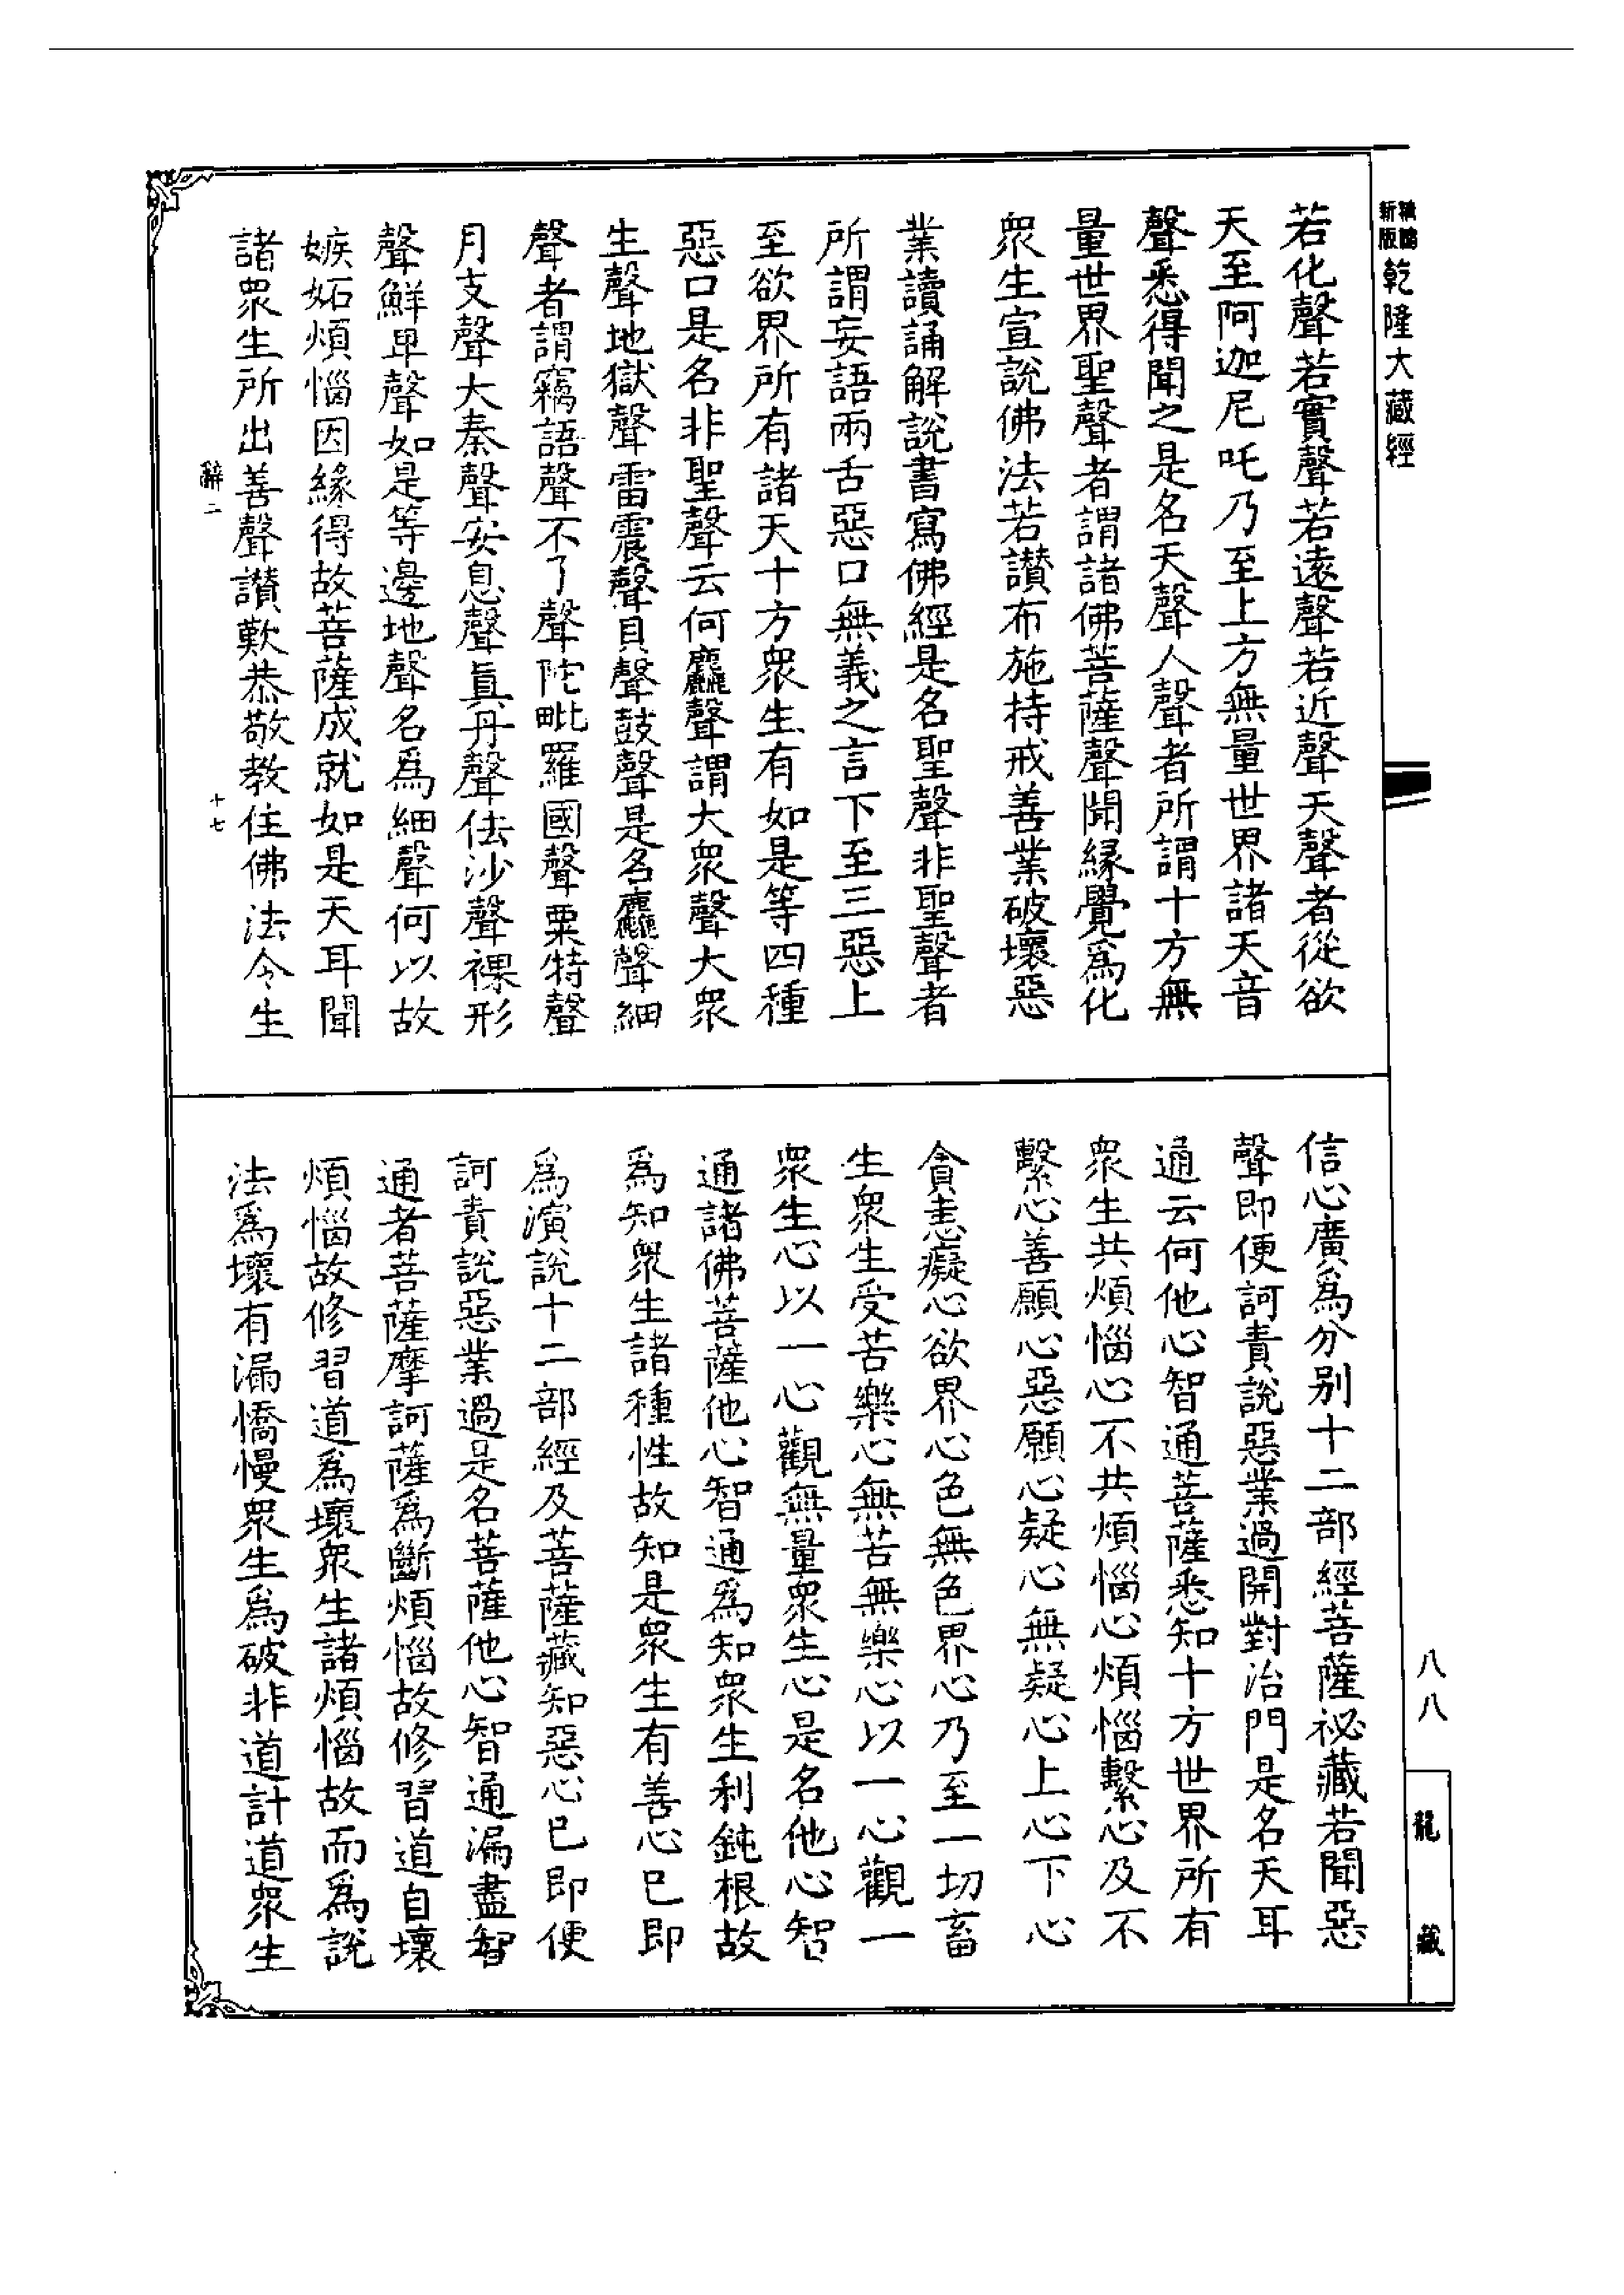 新版
乾隆大藏經
若化聲若實聲若遠聲若近聲天聲者從欲
天至阿迦尼吒乃至上方無量世界諸天音
聲悉得聞之是名天聲人聲者所謂十方無
量世界聖聲者謂諸佛菩薩聲聞緣覺爲化
衆生宣說佛法若讃布施持戒善業破壞惡
業讀誦解說書寫佛經是名聖聲非聖聲者
所謂妄語兩舌惡口無義之言下至三惡上
至欲界所有諸天十方衆生有如是等四種
惡口是名非聖聲云何麤聲謂大衆聲大衆
生聲地獄聲雷震聲貝聲鼓聲是名麤聲細
聲者謂竊語聲不了聲陀毗羅國聲粟特聲
月支聲大秦聲安息聲眞丹聲佉沙聲裸形
聲鮮卑聲如是等邊地聲名爲細聲何以故
嫉妬煩惱因緣得故菩薩成就如是天耳聞
諸衆生所出善聲讃歎恭敬教住佛法令生
辭二
十七
信心廣爲分别十二部經菩薩祕藏若聞惡
聲即便訶責說惡業過開對治門是名天耳
通云何他心智通菩薩悉知十方世界所有
衆生共煩惱心不共煩惱心煩惱繫心及不
繫心善願心惡願心疑心無疑心上心下心
貪恚癡心欲界心色無色界心乃至一切畜
生衆生受苦樂心無苦無樂心以一心觀一
衆生心以一心觀無量衆生心是名他心智
通諸佛菩薩他心智通爲知衆生利鈍根故
爲知衆生諸種性故知是衆生有善心已即
爲演說十二部經及菩薩藏知惡心已即便
訶責說惡業過是名菩薩他心智通漏盡智
通者菩薩摩訶薩爲斷煩惱故修習道自壞
煩惱故修習道爲壞衆生諸煩惱故而爲說
法爲壞有漏憍慢衆生爲破非道計道衆生
八八
龍藏